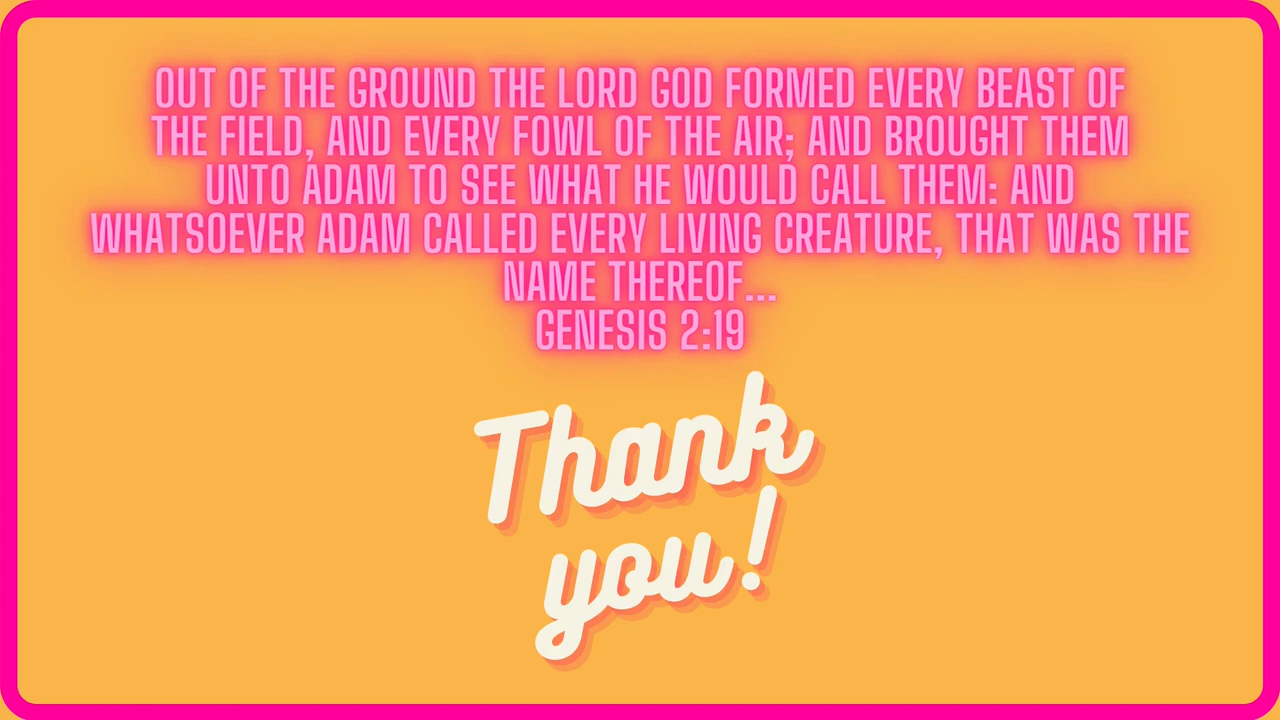 OUT OF THE GROUND THE LORD GOD FORMED EVERY BEAST OF
THE FIELD, AND EVERY FOWL OF THE AIR; AND BROUGHT THEM
UNTO ADAM TO SEE WHAT HE WOULD CALL THEM: AND
WHATSOEVER ADAM CALLED EVERY LIVING CREATURE, THAT WAS THE
NAME THEREOF...
GENESIS 2:19
Thank
you!